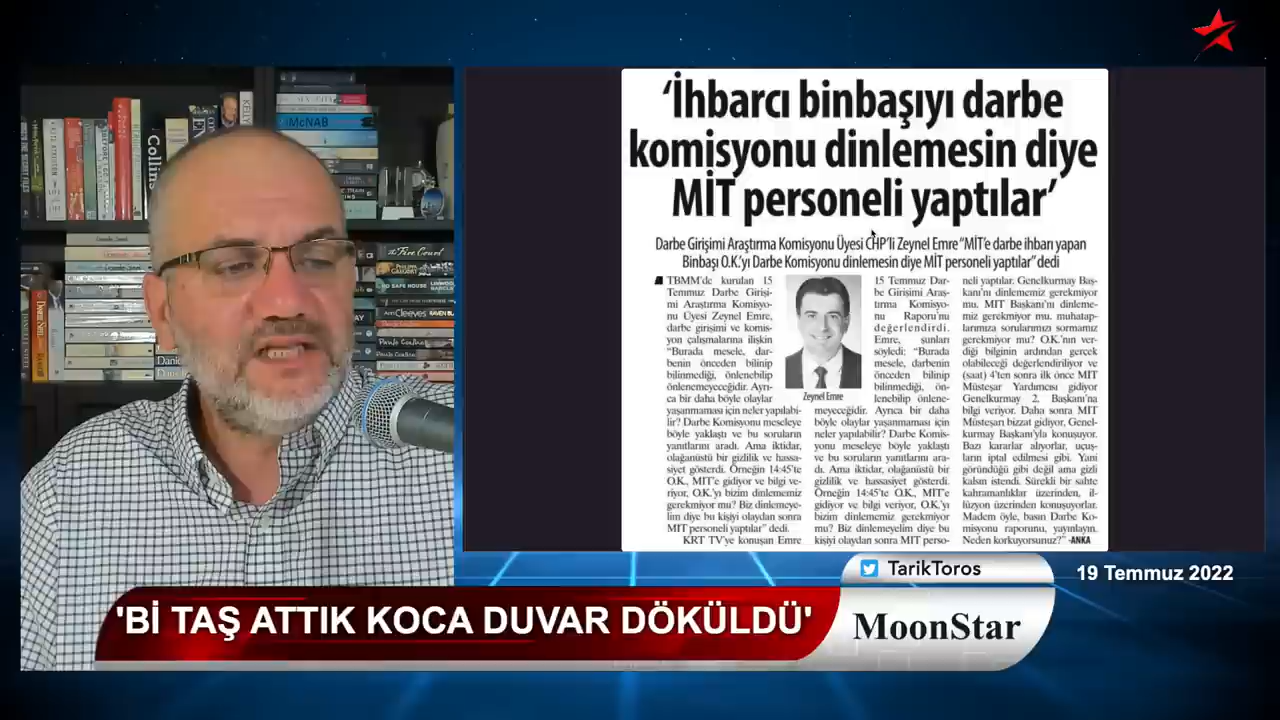 ‘İhbarcı binbaşıyı darbe
komisyonu dinlemesin diye
MİT personeli yaptılar’
Darbe Girişimi Araştırma Komisyonu Üyesi CHP’li Zeynel Emre “MİT’e darbe ihbarı yapan
Binbaşı O.K.’yı Darbe Komisyonu dinlemesin diye MİT personeli yaptılar” dedi
TBMM’de kurulan 15
Temmuz Darbe Girişi-
mi Araştırma Komisyo-
nu Üyesi Zeynel Emre,
darbe girişimi ve komis-
yon çalışmalarına ilişkin
“Burada mesele, dar-
benin önceden bilinip
bilinmediği, önlenebilip
önlenemeyeceğidir. Ayrı-
ca bir daha böyle olaylar
yaşanmaması için neler yapılabi-
lir? Darbe Komisyonu meseleye
böyle yaklaştı ve bu soruların
yanıtlarını aradı. Ama iktidar,
olağanüstü bir gizlilik ve hassa-
siyet gösterdi. Örneğin 14:45’te
O.K., MİT’e gidiyor ve bilgi ve-
riyor, O.K.’yı bizim dinlememiz
gerekmiyor mu? Biz dinlemeye-
lim diye bu kişiyi olaydan sonra
MİT personeli yaptılar” dedi.
KRT TV’ye konuşan Emre
Zeynel Emre
15 Temmuz Dar-
be Girişimi Araş-
tırma Komisyo-
nu Raporu’nu
değerlendirdi.
Emre, şunları
söyledi: “Burada
mesele, darbenin
önceden bilinip
bilinmediği, ön-
lenebilip önlene-
meyeceğidir. Ayrıca bir daha
böyle olaylar yaşanmaması için
neler yapılabilir? Darbe Komis-
yonu meseleye böyle yaklaştı
ve bu soruların yanıtlarını ara-
dı. Ama iktidar, olağanüstü bir
gizlilik ve hassasiyet gösterdi.
Örneğin 14:45’te O.K., MİT’e
gidiyor ve bilgi veriyor, O.K.’yı
bizim dinlememiz gerekmiyor
mu? Biz dinlemeyelim diye bu
kişiyi olaydan sonra MİT perso-
neli yaptılar. Genelkurmay Baş-
kanı’nı dinlememiz gerekmiyor
mu, MİT Başkanı’nı dinleme-
miz gerekmiyor mu, muhatap-
larımıza sorularımızı sormamız
gerekmiyor mu? O.K.’nın ver-
diği bilginin ardından gerçek
olabileceği değerlendiriliyor ve
(saat) 4’ten sonra ilk önce MİT
Müsteşar Yardımcısı gidiyor
Genelkurmay 2. Başkanı’na
bilgi veriyor. Daha sonra MİT
Müsteşarı bizzat gidiyor, Genel-
kurmay Başkanı’yla konuşuyor.
Bazı kararlar alıyorlar, uçuş-
ların iptal edilmesi gibi. Yani
göründüğü gibi değil ama gizli
kalsın istendi. Sürekli bir sahte
kahramanlıklar üzerinden, il-
lüzyon üzerinden konuşuyorlar.
Madem öyle, basın Darbe Ko-
misyonu raporunu, yayınlayın.
Neden korkuyorsunuz?” -ANKA
Collins
McNAB
The Fire Court
SAFE HOUSE
Ann Cleeves
RAVEN BLACK
Paulo Coelho
TarikToros
19 Temmuz 2022
'Bİ TAŞ ATTIK KOCA DUVAR DÖKÜLDÜ'
MoonStar